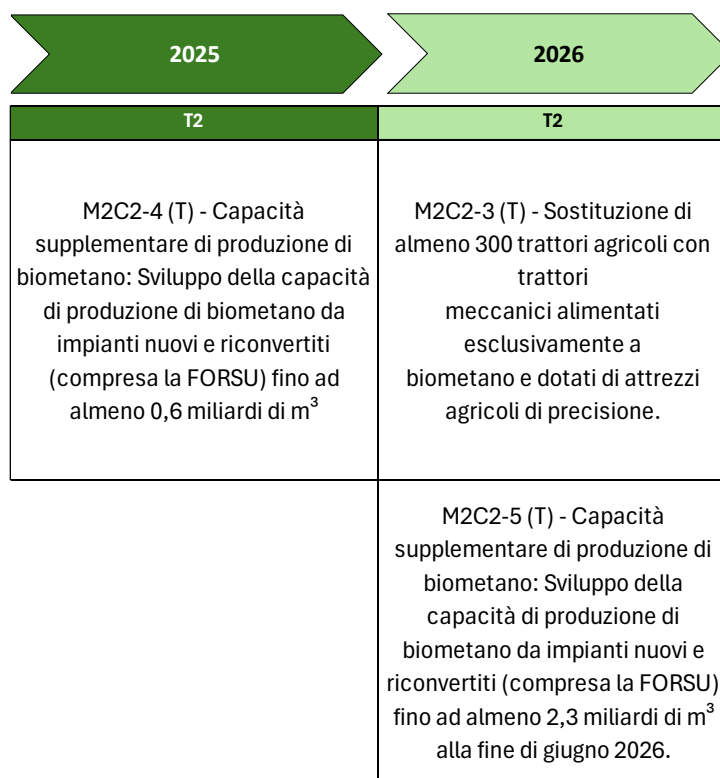 2025
2026
T2
T2
M2C2-4 (T) - Capacità
supplementare di produzione di
biometano: Sviluppo della capacità
di produzione di biometano da
impianti nuovi e riconvertiti
(compresa la FORSU) fino ad
almeno 0,6 miliardi di m³
M2C2-3 (T) - Sostituzione di
almeno 300 trattori agricoli con
trattori
meccanici alimentati
esclusivamente a
biometano e dotati di attrezzi
agricoli di precisione.
M2C2-5 (T) - Capacità
supplementare di produzione di
biometano: Sviluppo della
capacità di produzione di
biometano da impianti nuovi e
riconvertiti (compresa la FORSU)
fino ad almeno 2,3 miliardi di m³
alla fine di giugno 2026.